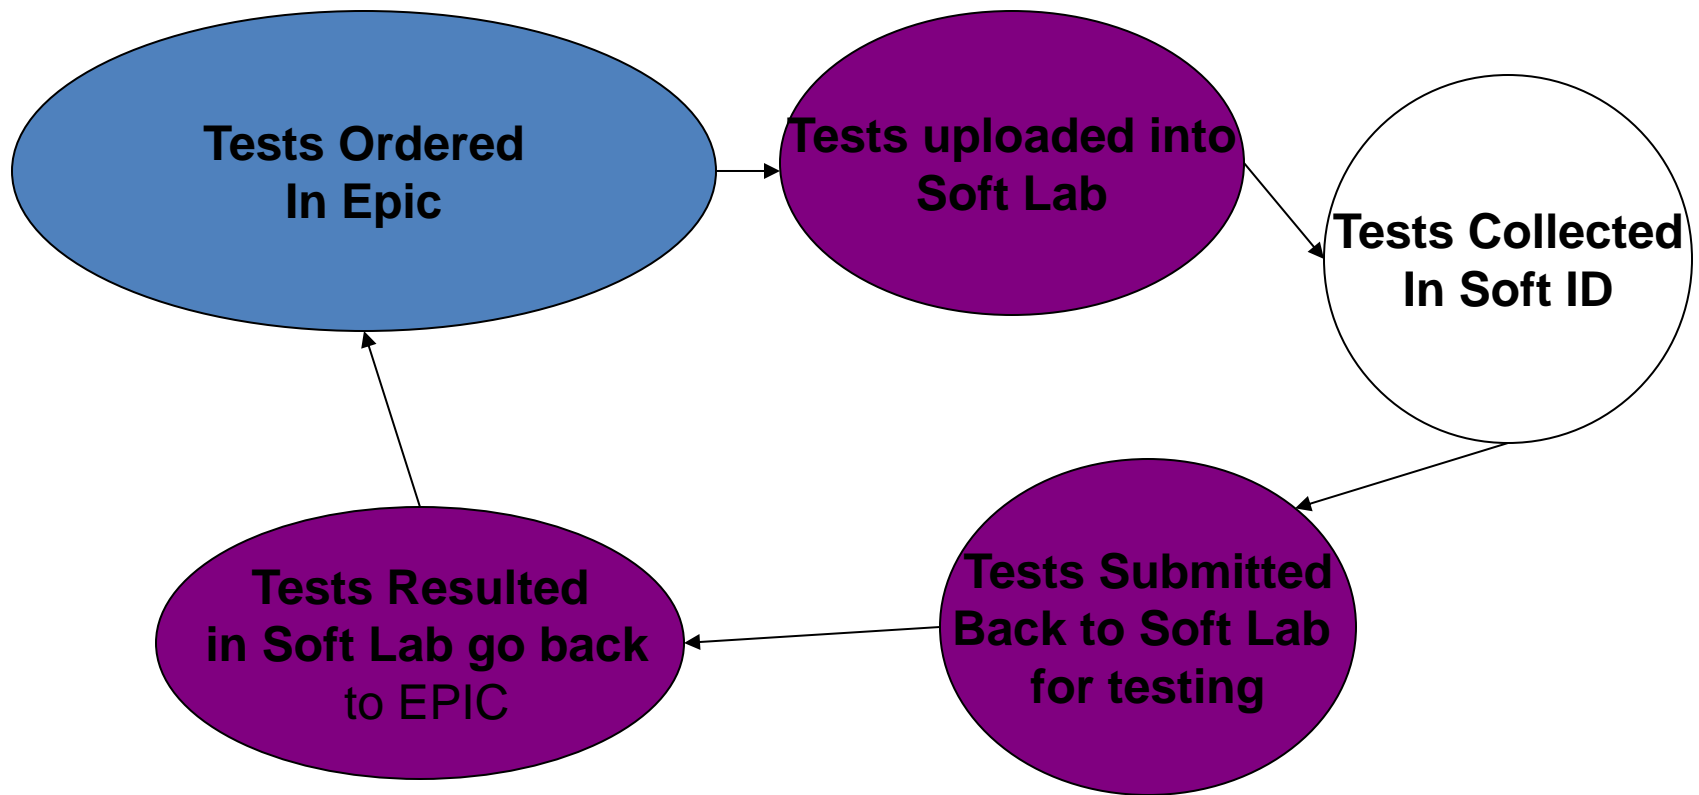 Tests Ordered
In Epic
Tests uploaded into
Soft Lab
Tests Collected
In Soft ID
Tests Submitted
Back to Soft Lab
for testing
Tests Resulted
in Soft Lab go back
to EPIC